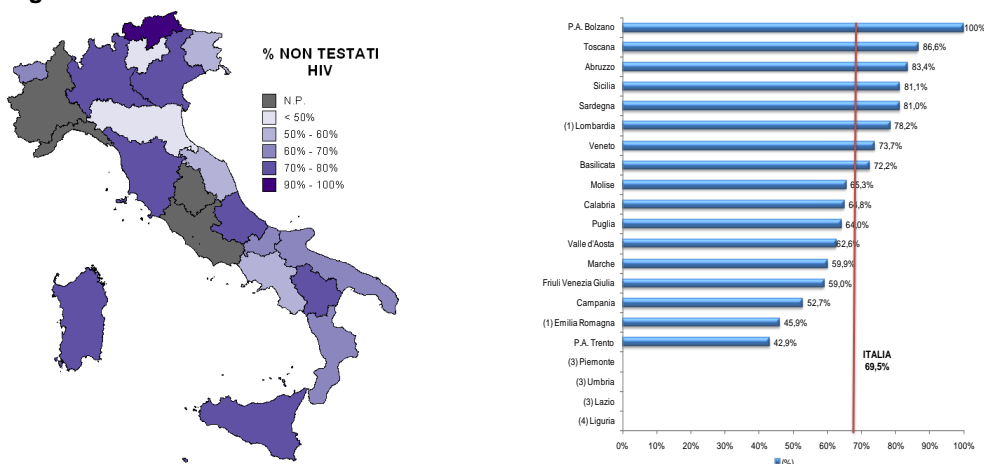 % NON TESTATI
HIV
N.P.
< 50%
50% - 60%
60% - 70%
70% - 80%
90% - 100%
P.A. Bolzano 100%
Toscana 86,6%
Abruzzo 83,4%
Sicilia 81,1%
Sardegna 81,0%
(1) Lombardia 78,2%
Veneto 73,7%
Basilicata 72,2%
Molise 65,3%
Calabria 64,8%
Puglia 64,0%
Valle d'Aosta 62,6%
Marche 59,9%
Friuli Venezia Giulia 59,0%
Campania 52,7%
(1) Emilia Romagna 45,9%
P.A. Trento 42,9%
(3) Piemonte
(3) Umbria
(3) Lazio
(4) Liguria
ITALIA
69,5%
0% 10% 20% 30% 40% 50% 60% 70% 80% 90% 100%
(%)